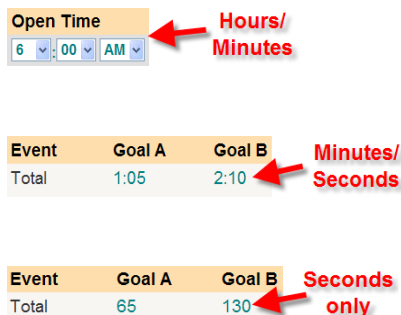 Open Time
6 : 00 AM
Hours/
Minutes
Event Goal A Goal B
Total 1:05 2:10
Minutes/
Seconds
Event Goal A Goal B
Total 65 130
Seconds
only